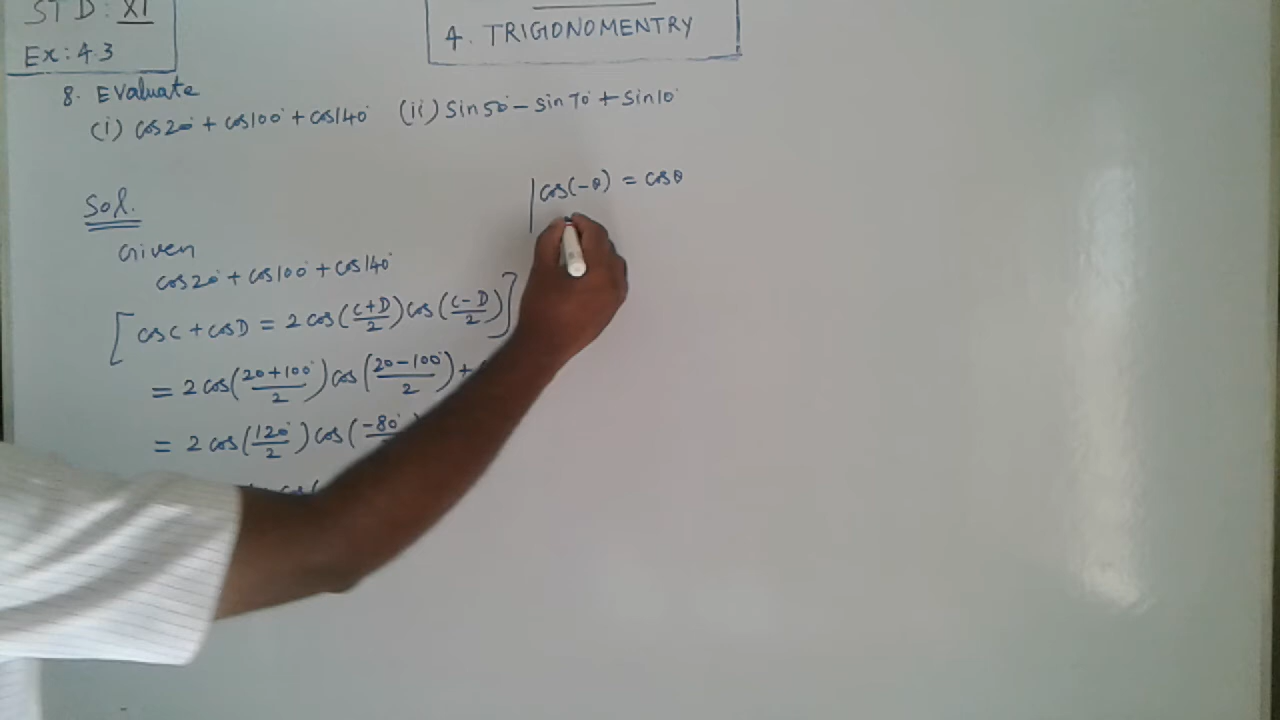 STD: XI
Ex: 4.3
4. TRIGIONOMENTRY
8. Evaluate
(i) cos20° + cos100° + cos140° (ii) sin50° - sin70° + sin10°
Sol.
Given
cos20° + cos100° + cos140°
[cosC + cosD = 2cos((C+D)/2)cos((C-D)/2)]
= 2cos((20+100°)/2)cos((20-100°)/2) +
= 2cos(120°/2)cos(-80°
cos(
cos(-θ) = cosθ